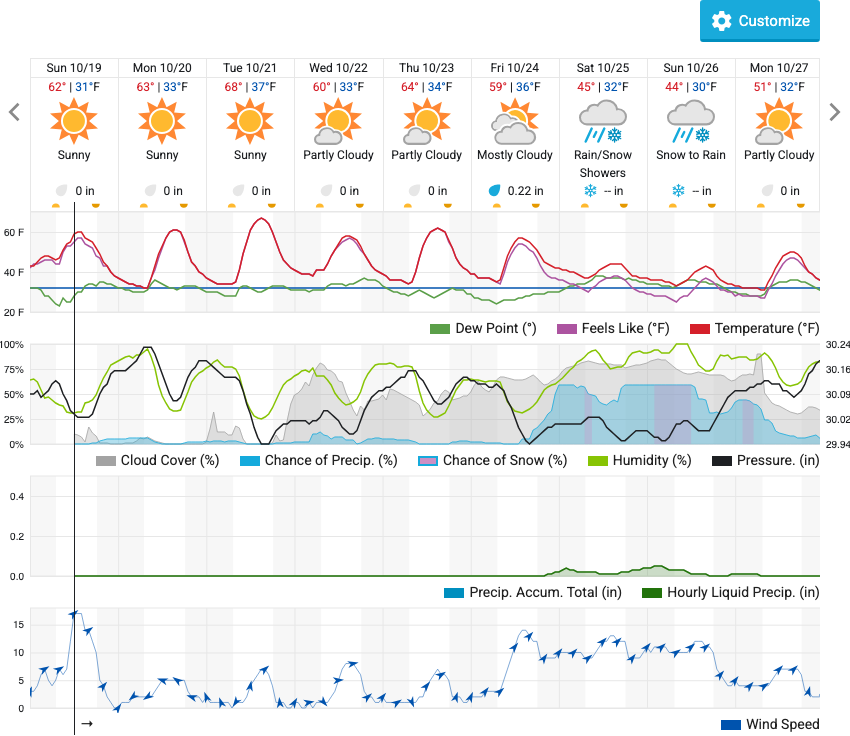 Customize
Sun 10/19 Mon 10/20 Tue 10/21 Wed 10/22 Thu 10/23 Fri 10/24 Sat 10/25 Sun 10/26 Mon 10/27
62° | 31°F 63° | 33°F 68° | 37°F 60° | 33°F 64° | 34°F 59° | 36°F 45° | 32°F 44° | 30°F 51° | 32°F
Sunny Sunny Sunny Partly Cloudy Partly Cloudy Mostly Cloudy Rain/Snow Showers Snow to Rain Partly Cloudy
0 in 0 in 0 in 0 in 0 in 0.22 in -- in -- in 0 in
60 F
40 F
20 F
Dew Point (°) Feels Like (°F) Temperature (°F)
100% 30.24
75% 30.16
50% 30.09
25% 30.02
0% 29.94
Cloud Cover (%) Chance of Precip. (%) Chance of Snow (%) Humidity (%) Pressure. (in)
0.4
0.2
0.0
Precip. Accum. Total (in) Hourly Liquid Precip. (in)
15
10
5
0
→
Wind Speed